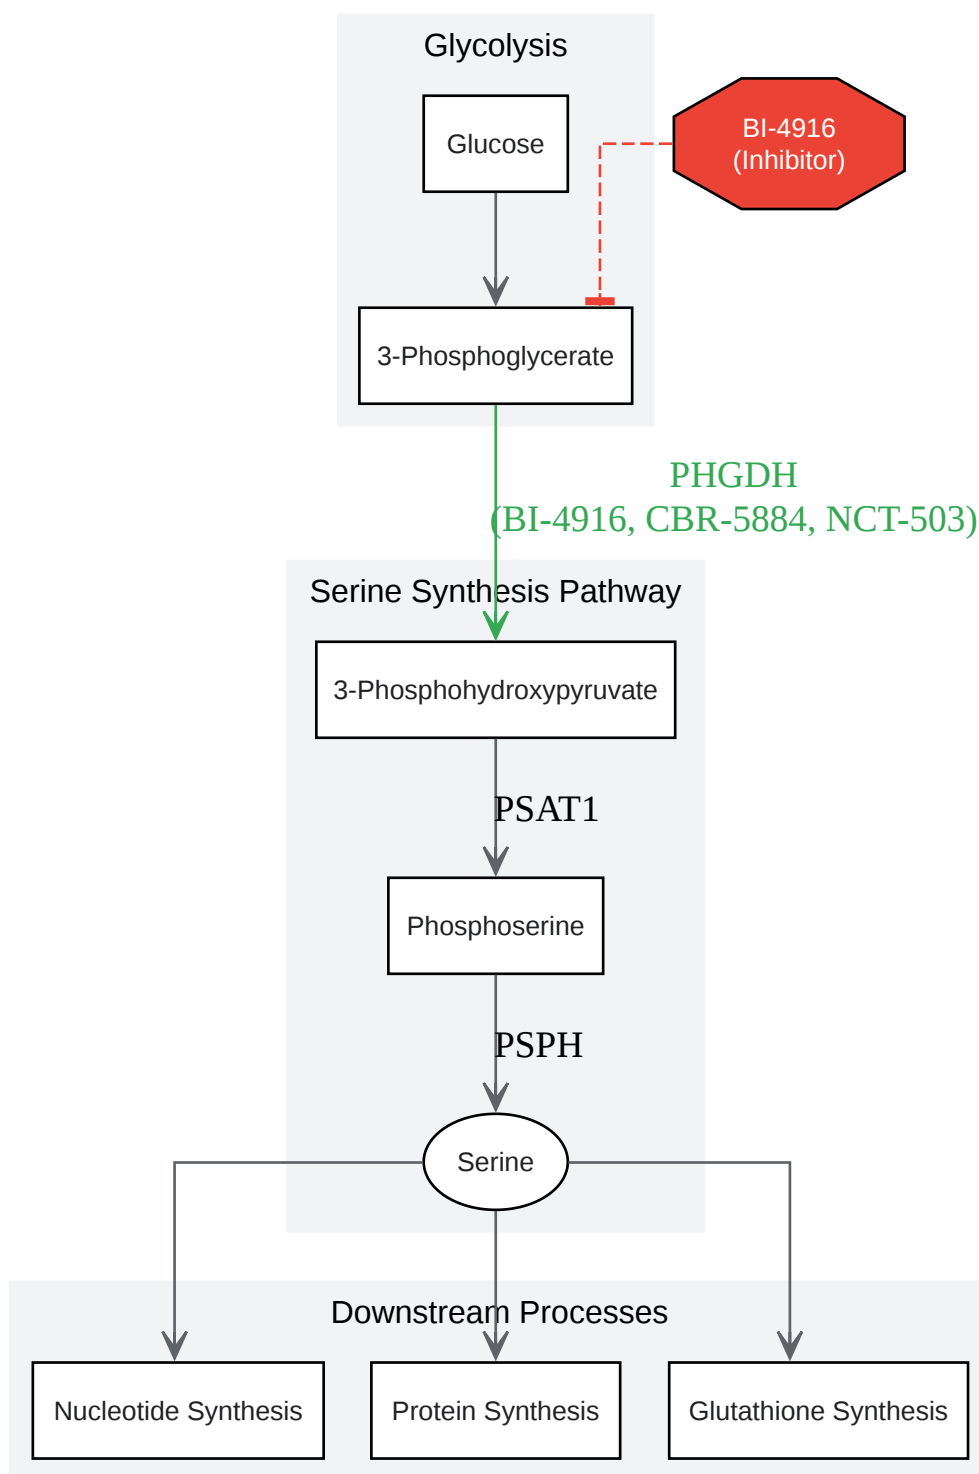 Glycolysis
Glucose
BI-4916
(Inhibitor)
3-Phosphoglycerate
PHGDH
(BI-4916, CBR-5884, NCT-503)
Serine Synthesis Pathway
3-Phosphohydroxypyruvate
PSAT1
Phosphoserine
PSPH
Serine
Downstream Processes
Nucleotide Synthesis
Protein Synthesis
Glutathione Synthesis